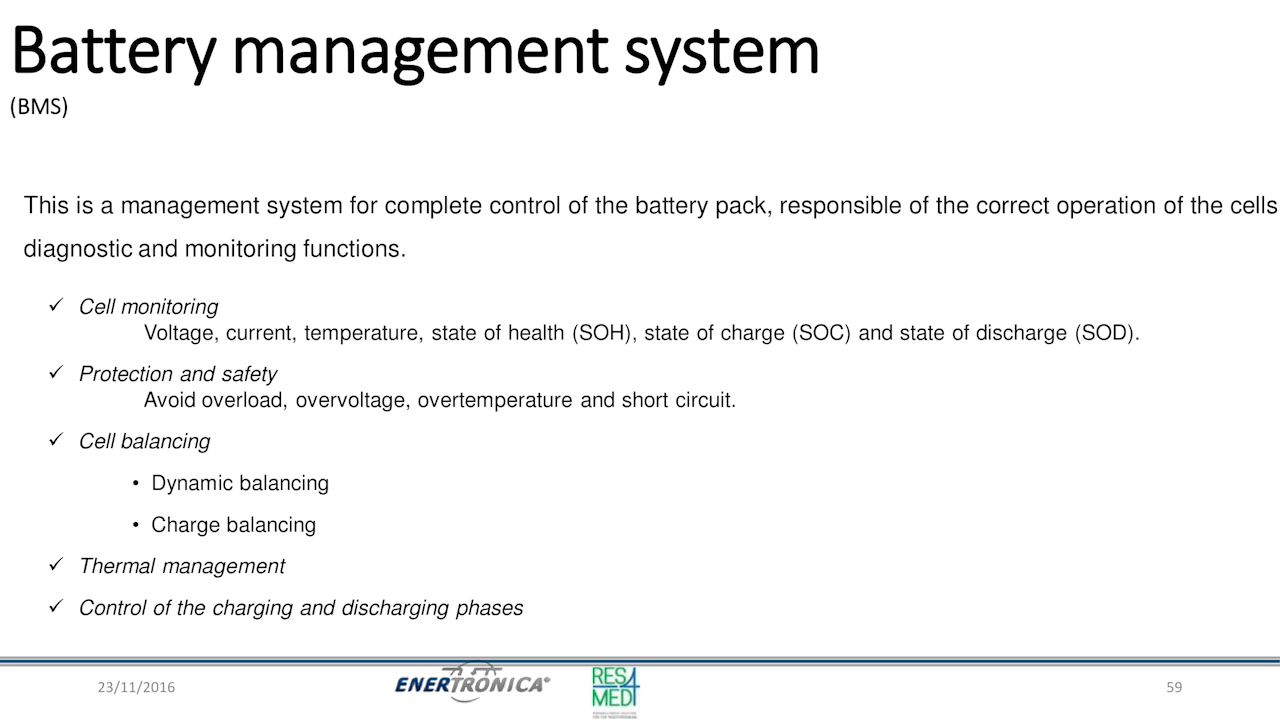 Battery management system
(BMS)
This is a management system for complete control of the battery pack, responsible of the correct operation of the cells
diagnostic and monitoring functions.
✓ Cell monitoring
Voltage, current, temperature, state of health (SOH), state of charge (SOC) and state of discharge (SOD).
✓ Protection and safety
Avoid overload, overvoltage, overtemperature and short circuit.
✓ Cell balancing
• Dynamic balancing
• Charge balancing
✓ Thermal management
✓ Control of the charging and discharging phases
23/11/2016
ENERTRONICA®
RES4
MED
59